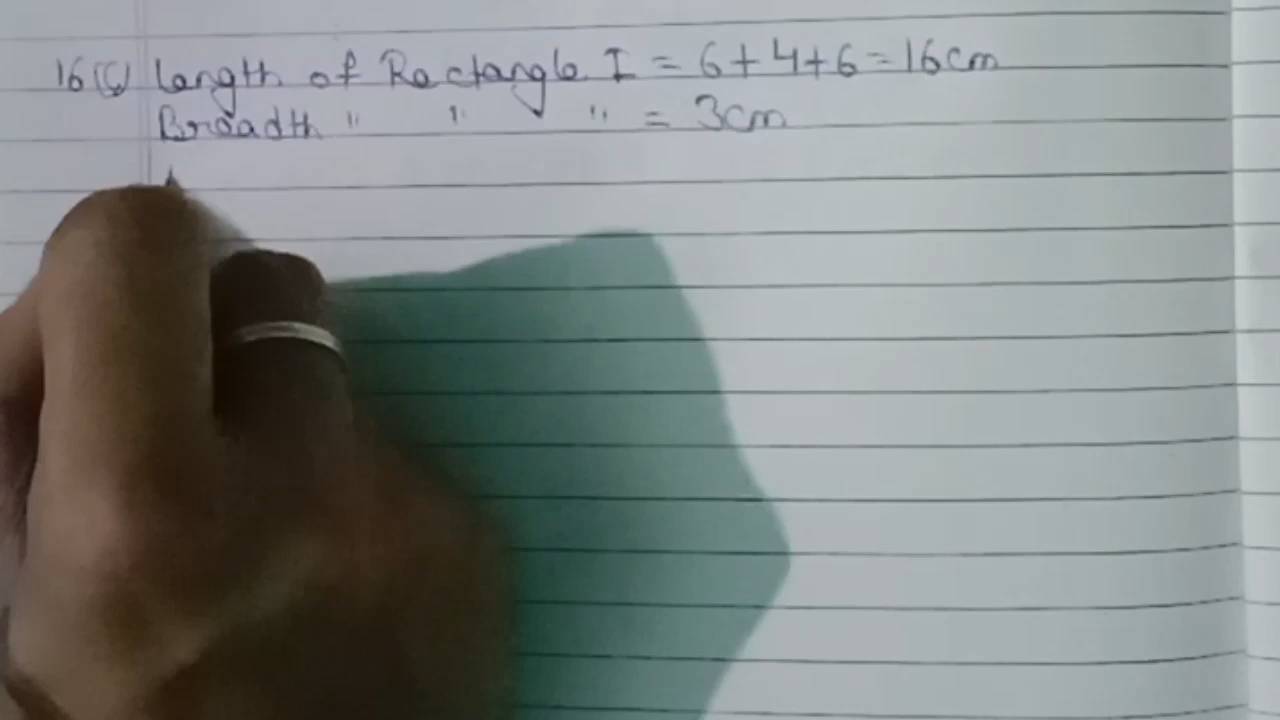 16(c) Length of Rectangle I = 6+4+6=16cm
Breadth " " " = 3cm